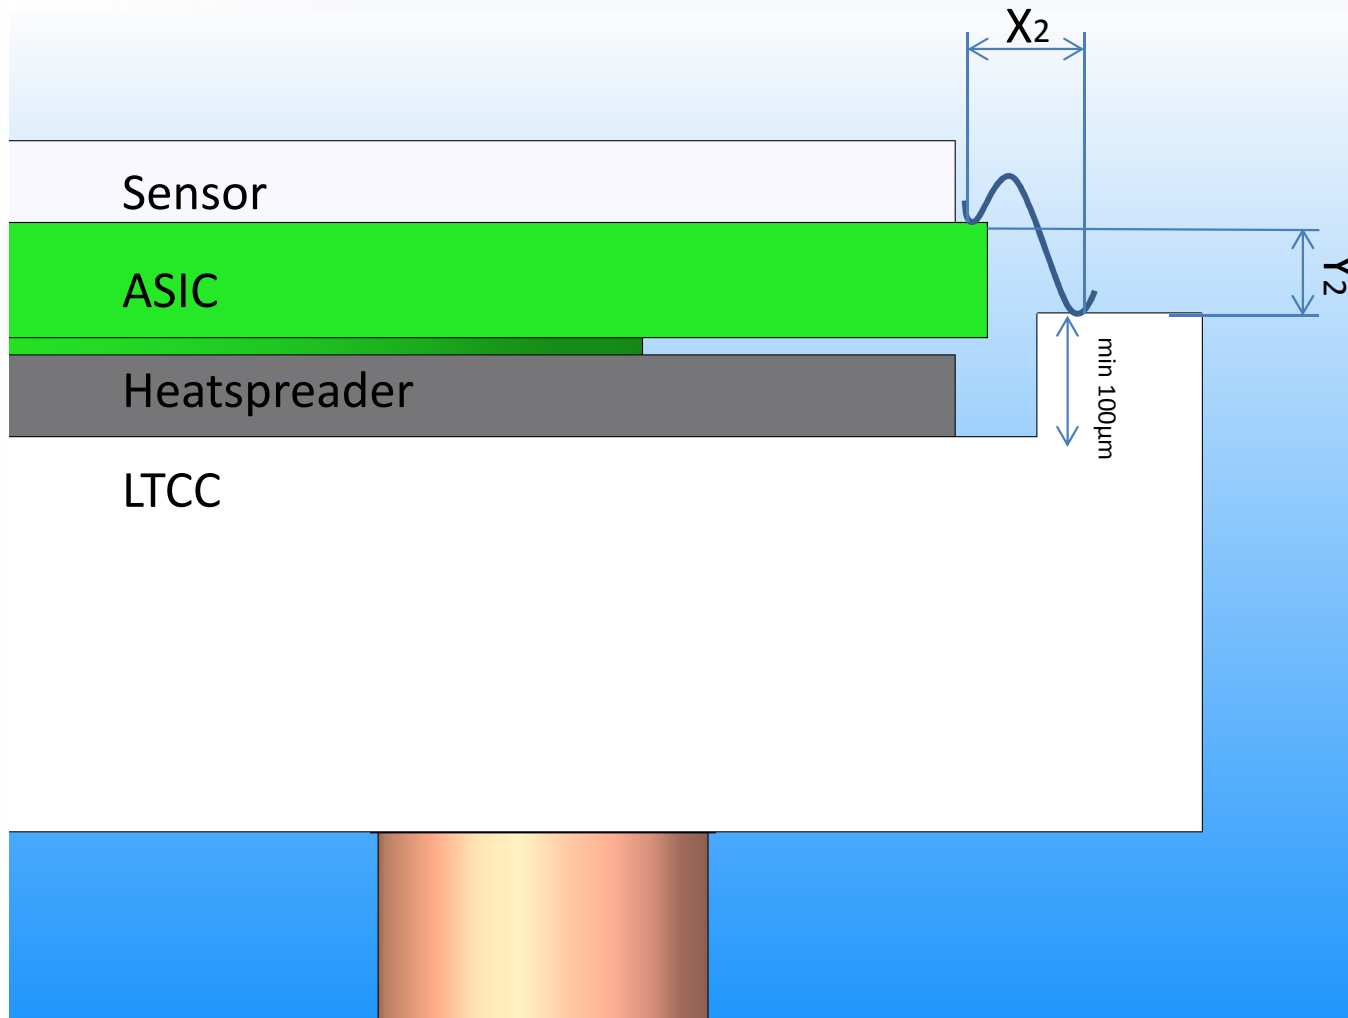 X2
Sensor
ASIC
Y2
Heatspreader
min 100µm
LTCC